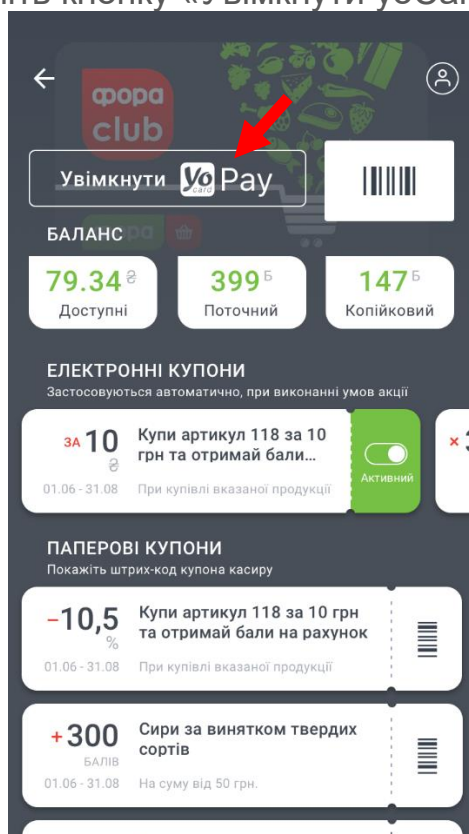 фора
club
Увімкнути Yo card Pay
БАЛАНС
79.34 ₴
Доступні
399 Б
Поточний
147 Б
Копійковий
ЕЛЕКТРОННІ КУПОНИ
Застосовуються автоматично, при виконанні умов акції
ЗА 10 ₴
01.06 - 31.08
Купи артикул 118 за 10
грн та отримай бали...
При купівлі вказаної продукції
Активний
×
ПАПЕРОВІ КУПОНИ
Покажіть штрих-код купона касиру
–10,5
%
01.06 - 31.08
Купи артикул 118 за 10 грн
та отримай бали на рахунок
При купівлі вказаної продукції
+300
БАЛІВ
01.06 - 31.08
Сири за винятком твердих
сортів
На суму від 50 грн.